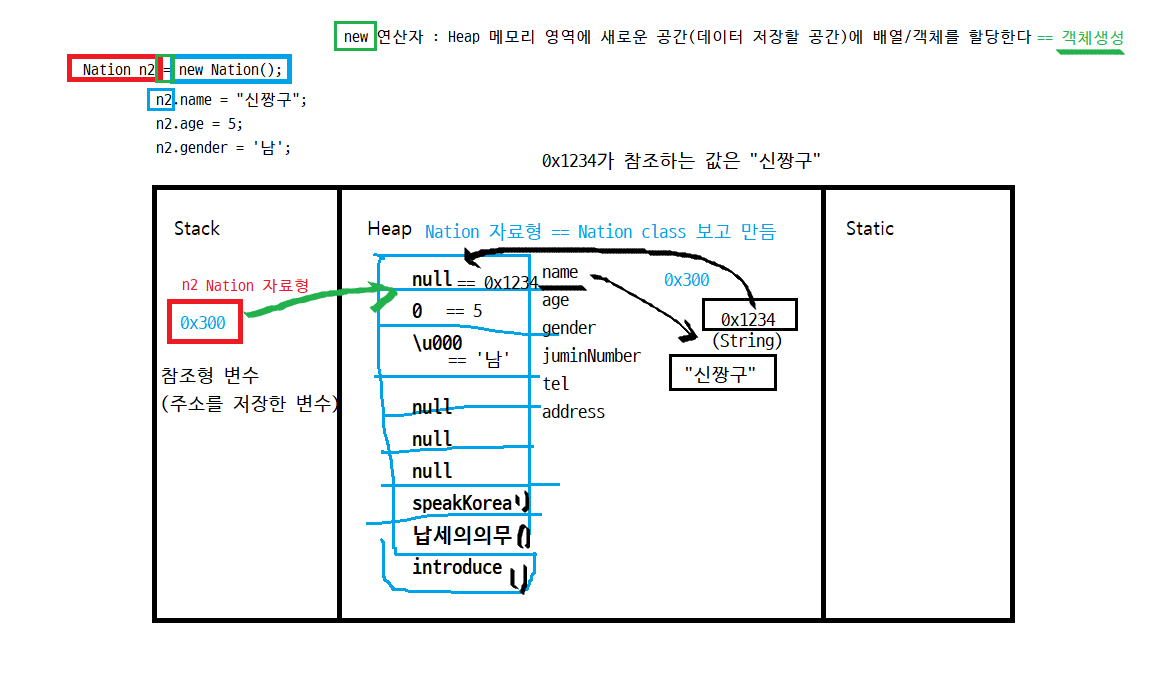 new 연산자 : Heap 메모리 영역에 새로운 공간(데이터 저장할 공간)에 배열/객체를 할당한다 == 객체생성
Nation n2 = new Nation();
n2.name = "신짱구";
n2.age = 5;
n2.gender = '남';
0x1234가 참조하는 값은 "신짱구"
Stack
Heap Nation 자료형 == Nation class 보고 만듬
Static
n2 Nation 자료형
0x300
참조형 변수
(주소를 저장한 변수)
null == 0x1234
0 == 5
\u000
== '남'
null
null
null
speakKorea()
납세의의무()
introduce()
name
age
gender
juminNumber
tel
address
0x300
0x1234
(String)
"신짱구"